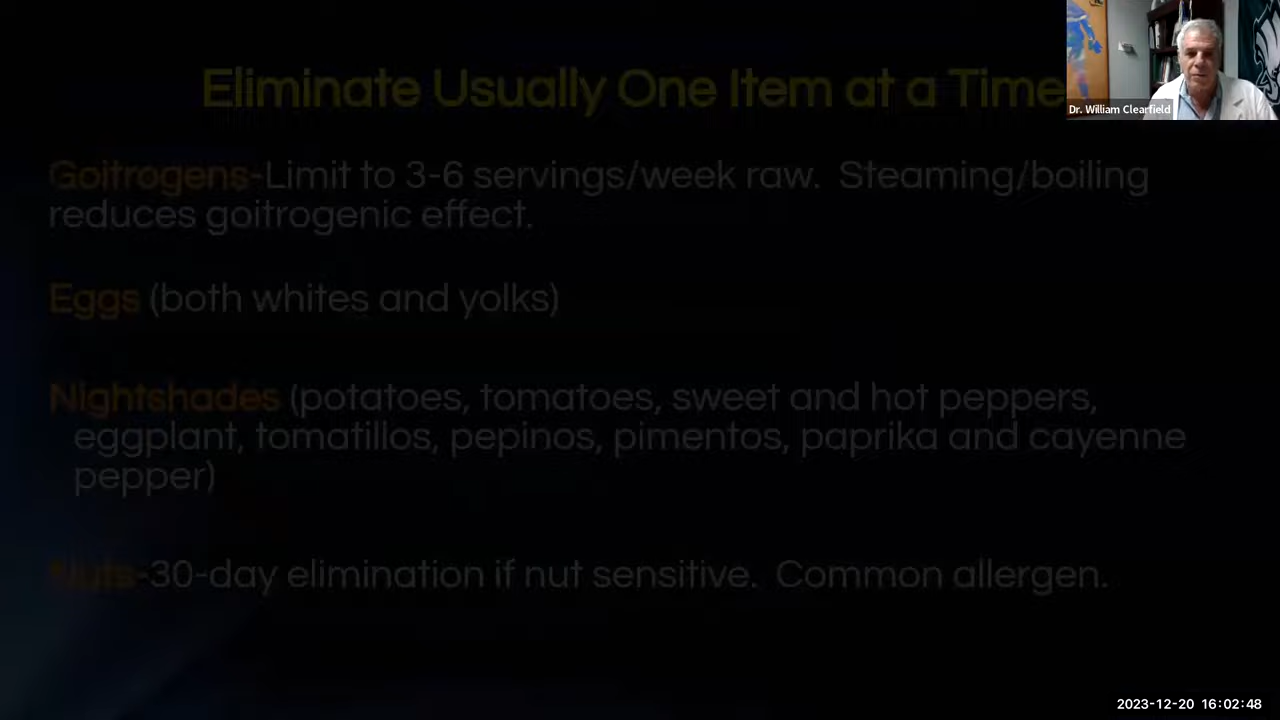 Eliminate Usually One Item at a Time
Dr. William Clearfield
Goitrogens-Limit to 3-6 servings/week raw. Steaming/boiling
reduces goitrogenic effect.
Eggs (both whites and yolks)
Nightshades (potatoes, tomatoes, sweet and hot peppers,
eggplant, tomatillos, pepinos, pimentos, paprika and cayenne
pepper)
Nuts-30-day elimination if nut sensitive. Common allergen.
2023-12-20 16:02:48